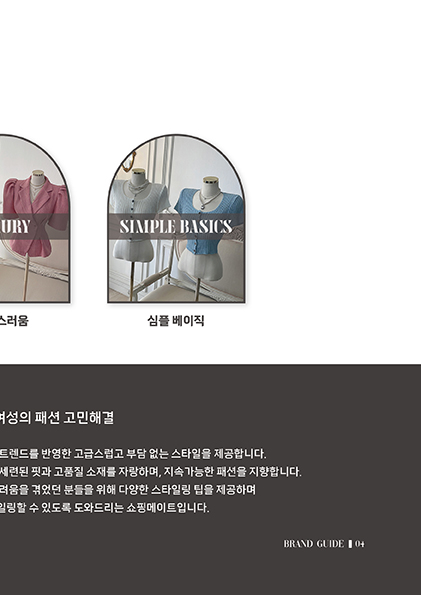 URY
SIMPLE BASICS
스러움
심플 베이직
여성의 패션 고민해결
트렌드를 반영한 고급스럽고 부담 없는 스타일을 제공합니다.
세련된 핏과 고품질 소재를 자랑하며, 지속가능한 패션을 지향합니다.
려움을 겪었던 분들을 위해 다양한 스타일링 팁을 제공하며
일링할 수 있도록 도와드리는 쇼핑메이트입니다.
BRAND GUIDE 04